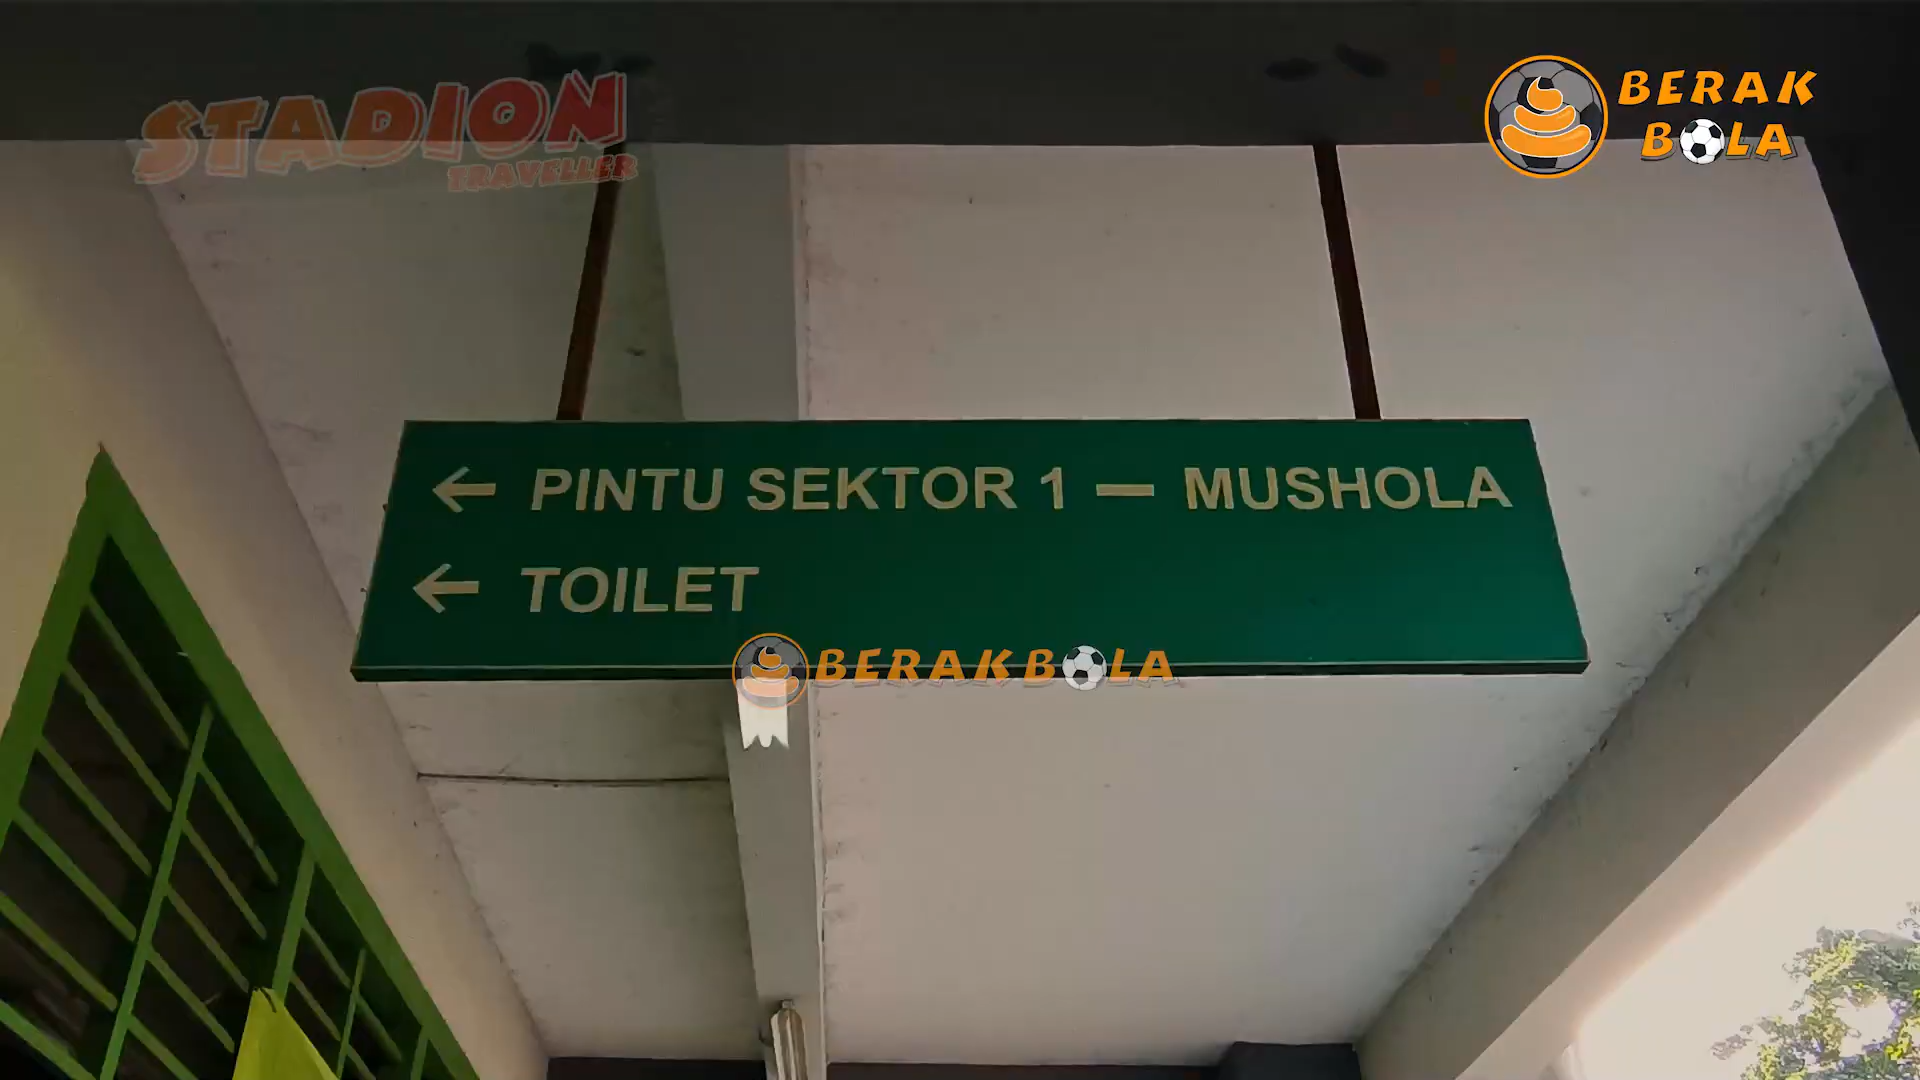 STADION
TRAVELLER
BERAK
BOLA
← PINTU SEKTOR 1 — MUSHOLA
← TOILET
BERAKBOLA